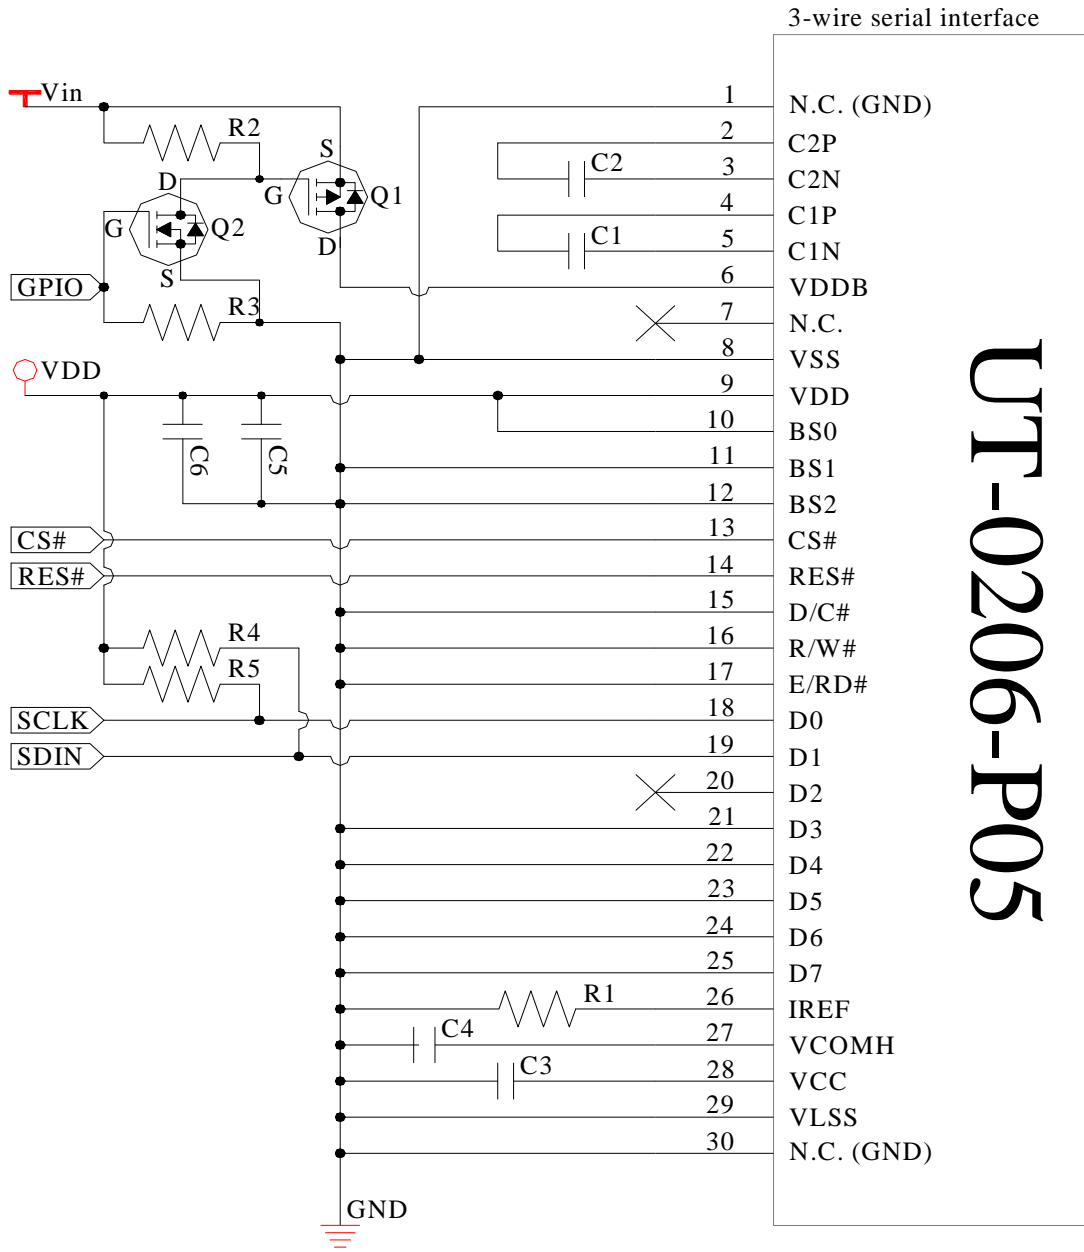 3-wire serial interface
Vin
R2
S
G
Q1
D
D
G
Q2
S
GPIO
R3
VDD
C6
C5
CS#
RES#
R4
R5
SCLK
SDIN
C2
C1
R1
C4
C3
GND
1 N.C. (GND)
2 C2P
3 C2N
4 C1P
5 C1N
6 VDDB
7 N.C.
8 VSS
9 VDD
10 BS0
11 BS1
12 BS2
13 CS#
14 RES#
15 D/C#
16 R/W#
17 E/RD#
18 D0
19 D1
20 D2
21 D3
22 D4
23 D5
24 D6
25 D7
26 IREF
27 VCOMH
28 VCC
29 VLSS
30 N.C. (GND)
UT-0206-P05